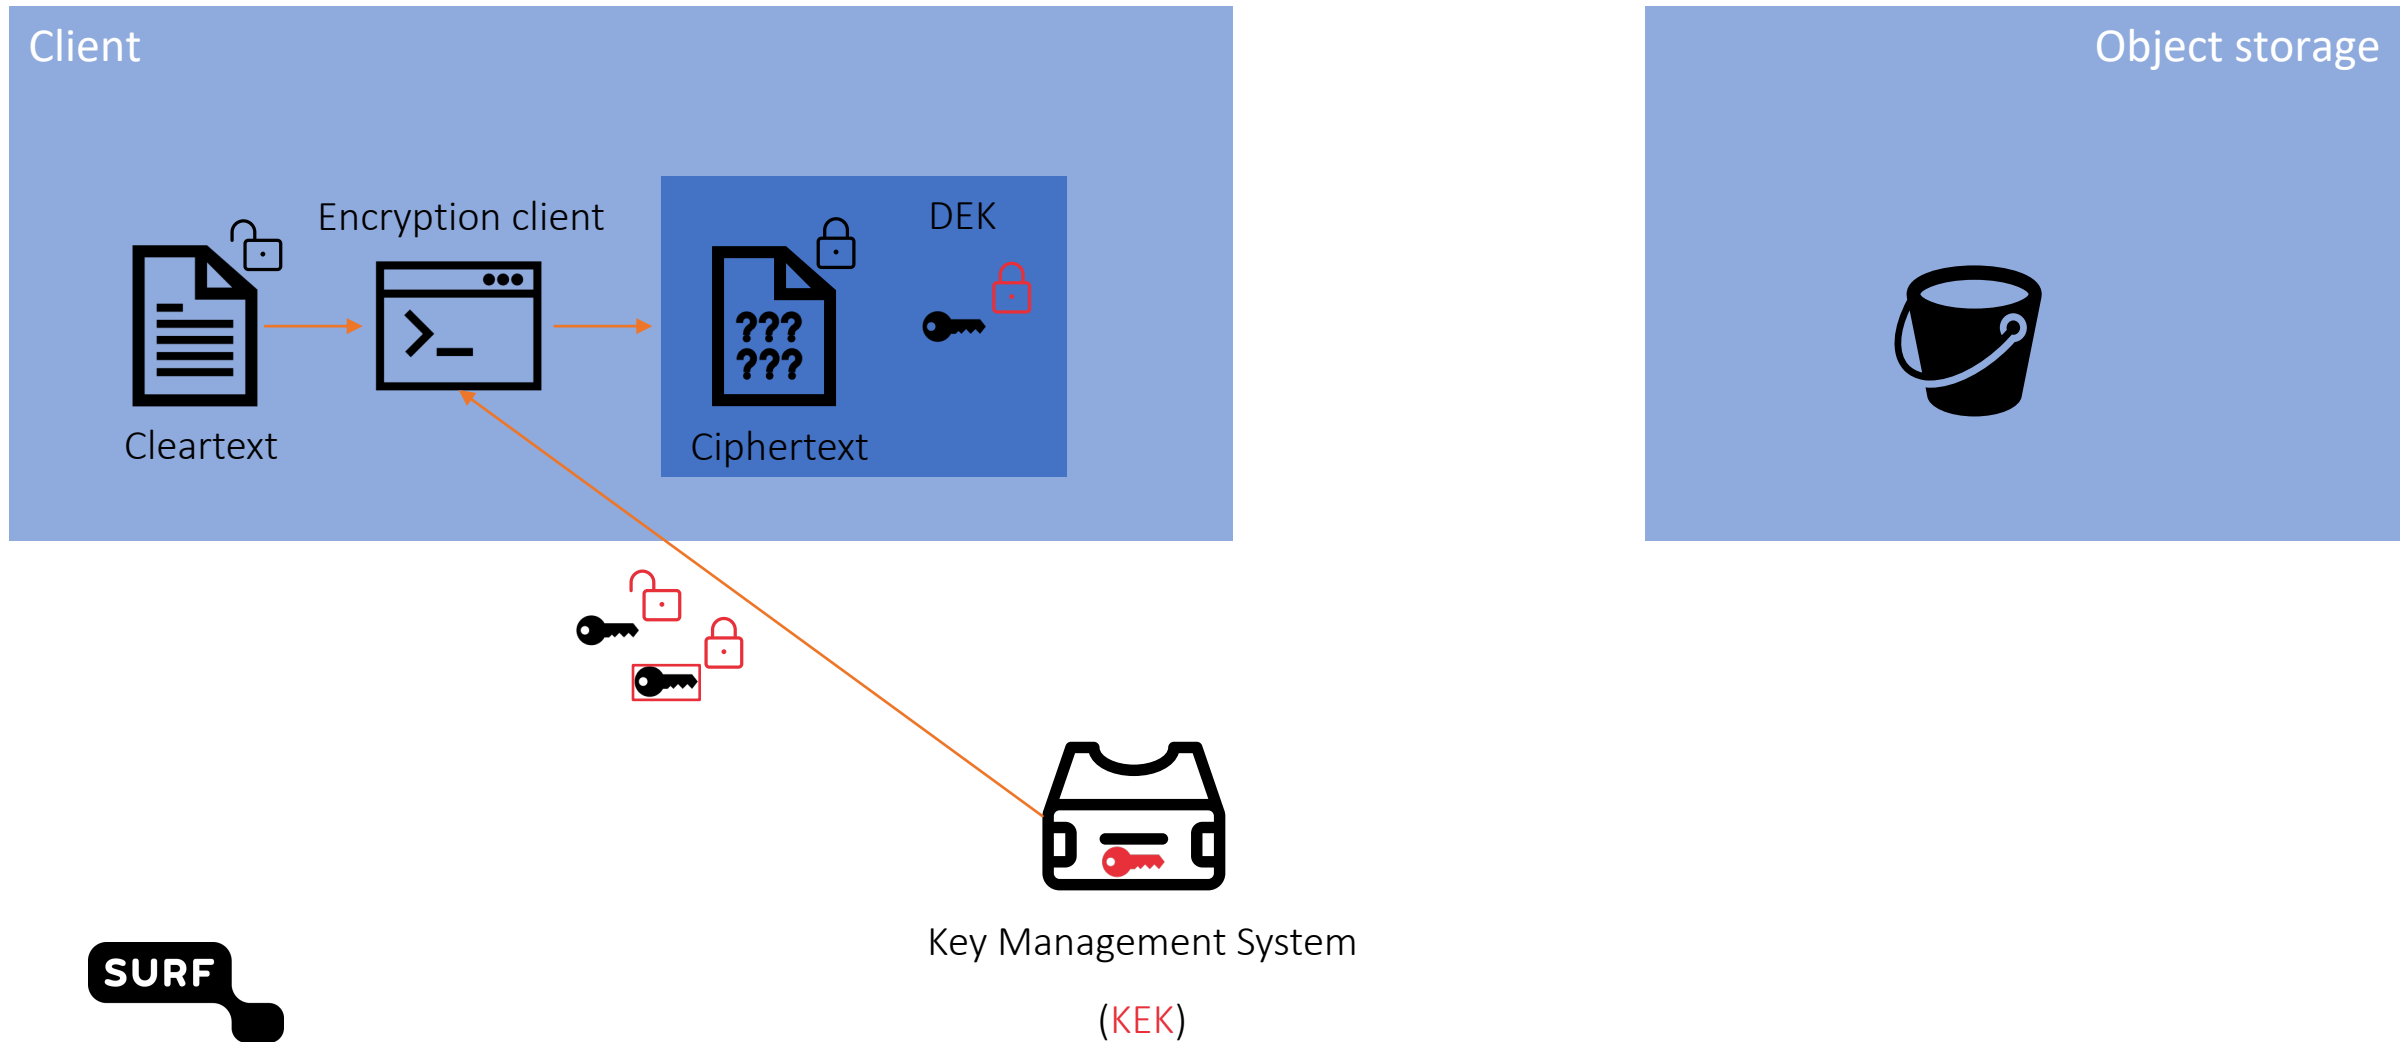 Client
Object storage
Encryption client
DEK
???
???
Cleartext
Ciphertext
Key Management System
(KEK)
SURF